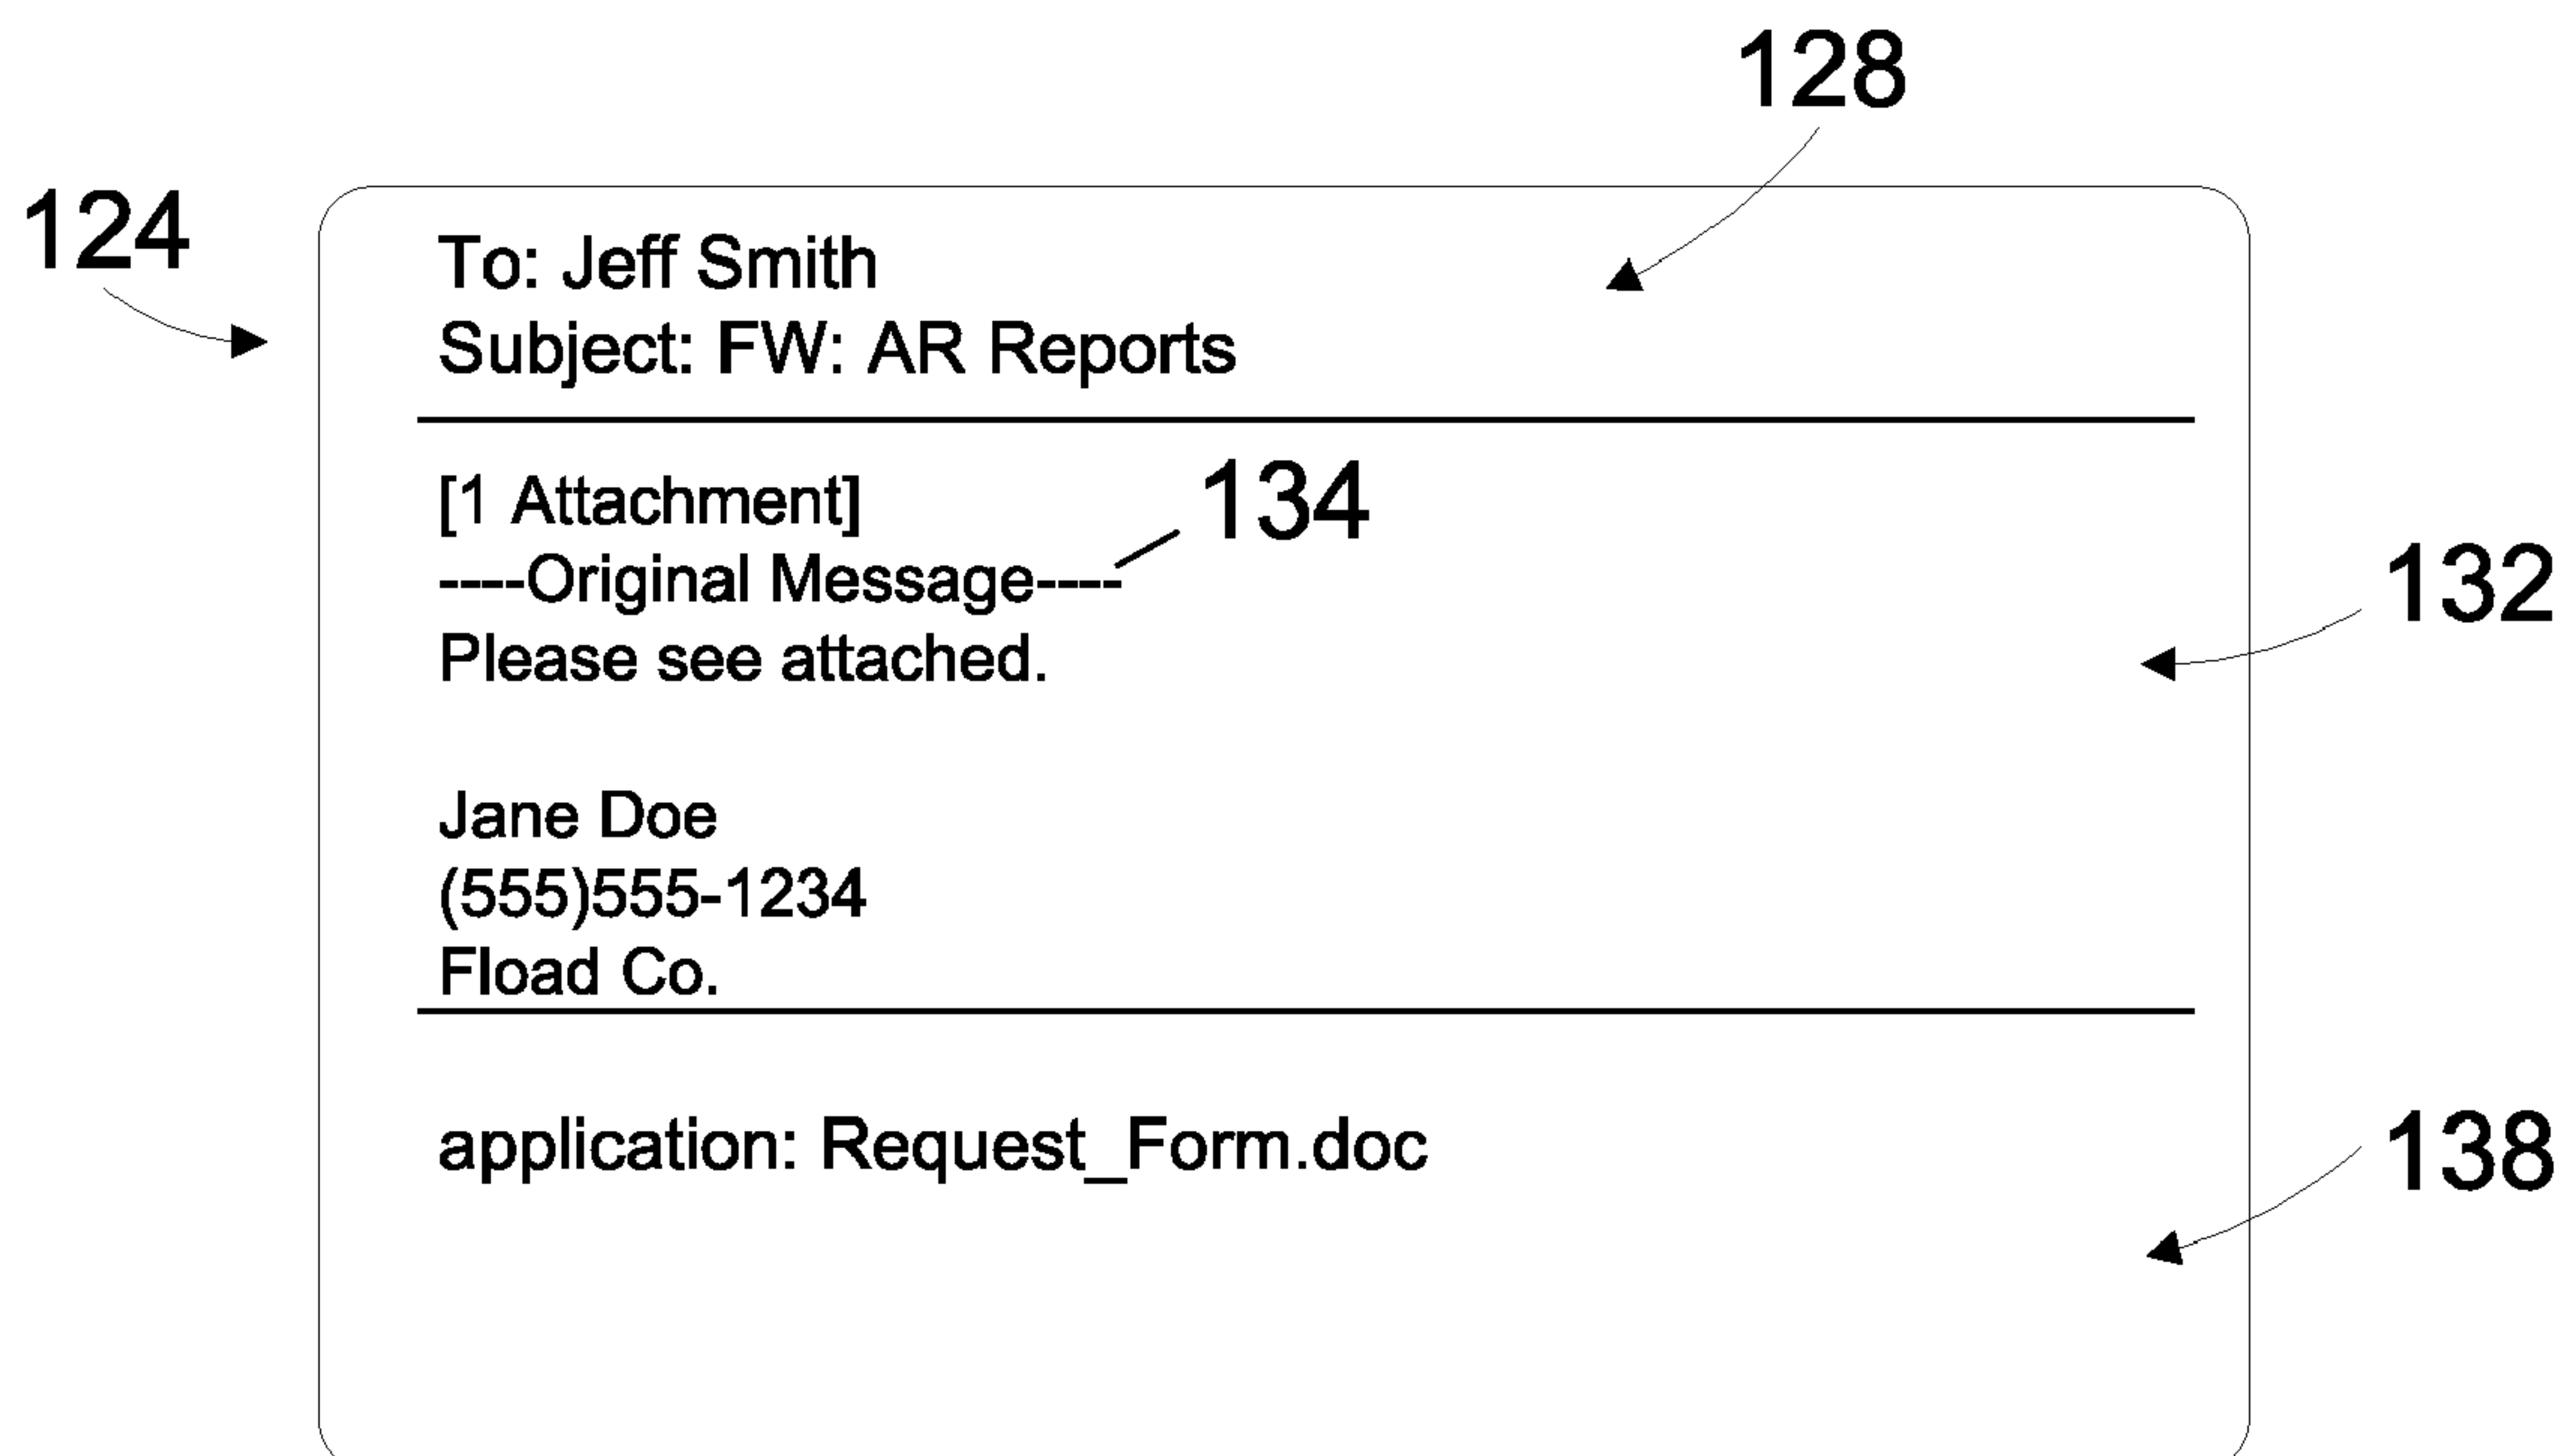 128
124
To: Jeff Smith
Subject: FW: AR Reports
[1 Attachment]
134
----Original Message----
132
Please see attached.
Jane Doe
(555)555-1234
Fload Co.
application: Request_Form.doc
138